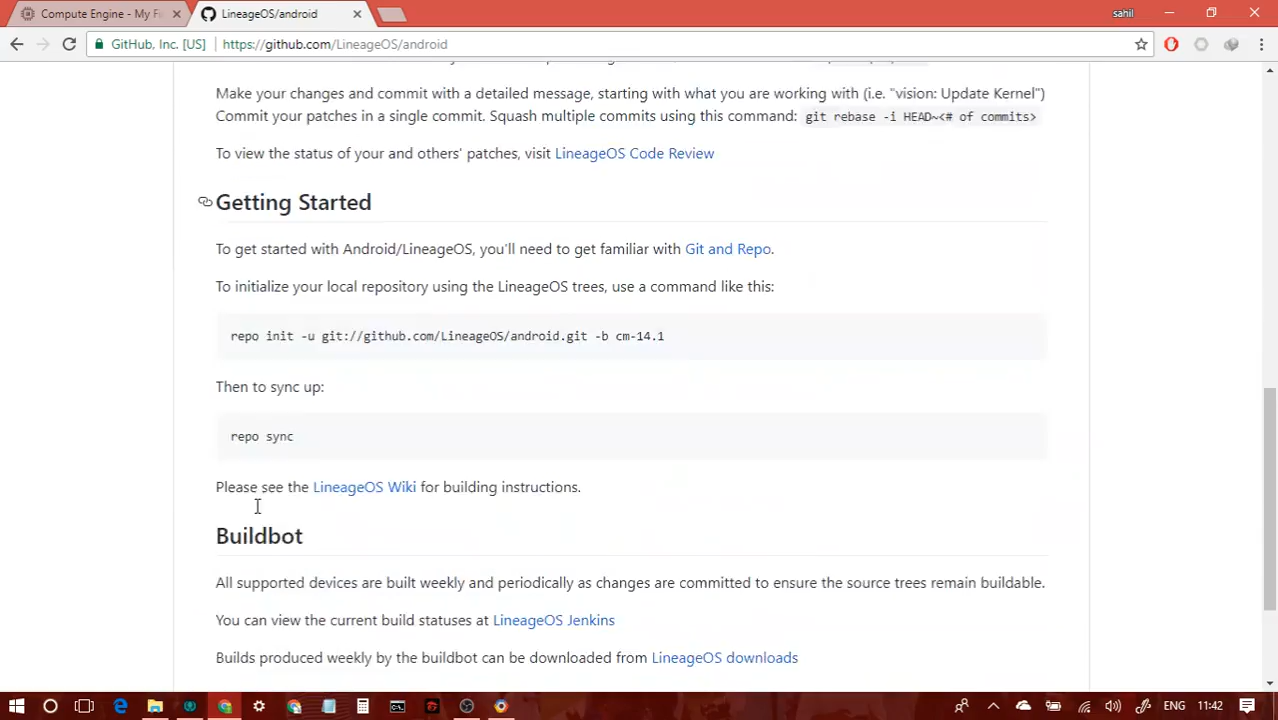 Compute Engine - My Fi
LineageOS/android
sahil
GitHub, Inc. [US]
https://github.com/LineageOS/android
Make your changes and commit with a detailed message, starting with what you are working with (i.e. "vision: Update Kernel")
Commit your patches in a single commit. Squash multiple commits using this command: git rebase -i HEAD~<# of commits>
To view the status of your and others' patches, visit LineageOS Code Review
Getting Started
To get started with Android/LineageOS, you'll need to get familiar with Git and Repo.
To initialize your local repository using the LineageOS trees, use a command like this:
repo init -u git://github.com/LineageOS/android.git -b cm-14.1
Then to sync up:
repo sync
Please see the LineageOS Wiki for building instructions.
Buildbot
All supported devices are built weekly and periodically as changes are committed to ensure the source trees remain buildable.
You can view the current build statuses at LineageOS Jenkins
Builds produced weekly by the buildbot can be downloaded from LineageOS downloads
ENG
11:42